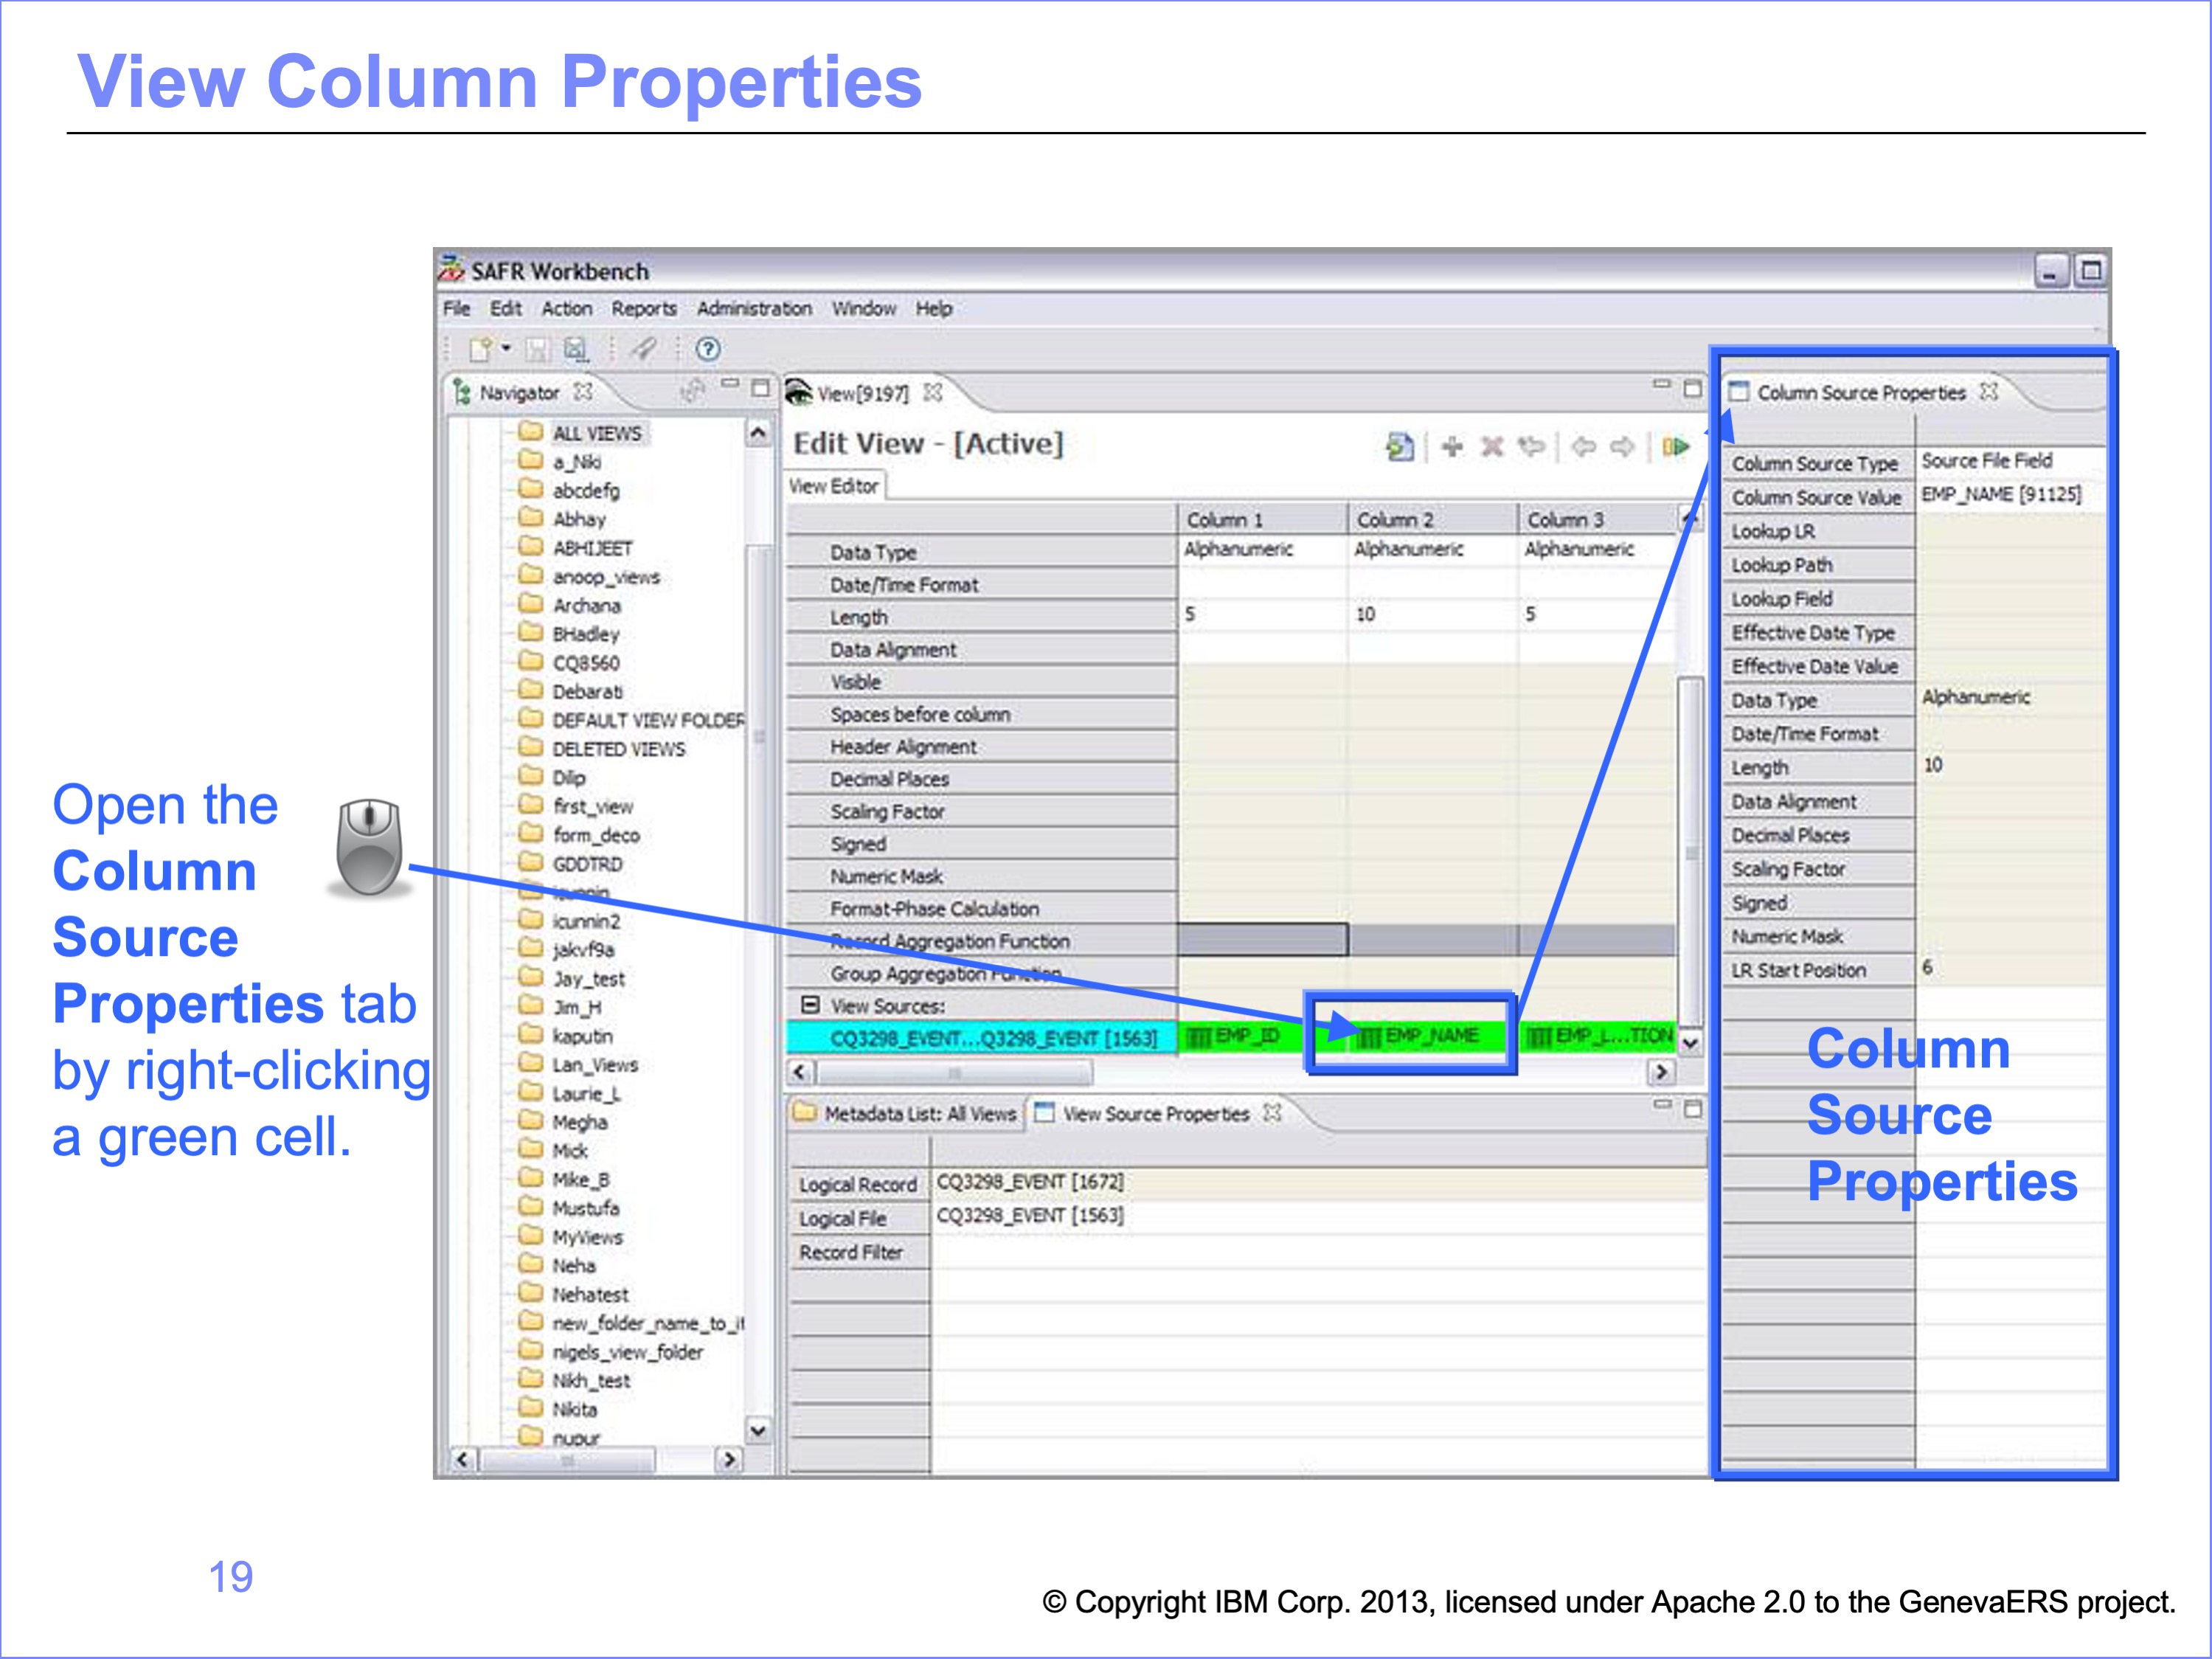 View Column Properties
SAFR Workbench
File Edit Action Reports Administration Window Help
Navigator
ALL VIEWS
a_Niki
abcdefg
Abhay
ABHIJEET
anoop_views
Archana
BHadley
CQ8560
Debarati
DEFAULT VIEW FOLDER
DELETED VIEWS
Dilip
first_view
form_deco
GDDTRD
icunnin2
jakvf9a
Jay_test
Jim_H
kaputin
Lan_Views
Laurie_L
Megha
Mick
Mike_B
Mustufa
MyViews
Neha
Nehatest
new_folder_name_to_it
nigels_view_folder
Nikh_test
Nikita
nupur
View[9197]
Edit View - [Active]
View Editor
Column 1 Column 2 Column 3
Data Type Alphanumeric Alphanumeric Alphanumeric
Date/Time Format
Length 5 10 5
Data Alignment
Visible
Spaces before column
Header Alignment
Decimal Places
Scaling Factor
Signed
Numeric Mask
Format-Phase Calculation
Record Aggregation Function
Group Aggregation Function
View Sources:
CQ3298_EVENT...Q3298_EVENT [1563] EMP_ID EMP_NAME EMP_L...TION
Metadata List: All Views View Source Properties
Logical Record CQ3298_EVENT [1672]
Logical File CQ3298_EVENT [1563]
Record Filter
Column Source Properties
Column Source Type Source File Field
Column Source Value EMP_NAME [91125]
Lookup LR
Lookup Path
Lookup Field
Effective Date Type
Effective Date Value
Data Type Alphanumeric
Date/Time Format
Length 10
Data Alignment
Decimal Places
Scaling Factor
Signed
Numeric Mask
LR Start Position 6
Column
Source
Properties
Open the
Column
Source
Properties tab
by right-clicking
a green cell.
19
© Copyright IBM Corp. 2013, licensed under Apache 2.0 to the GenevaERS project.